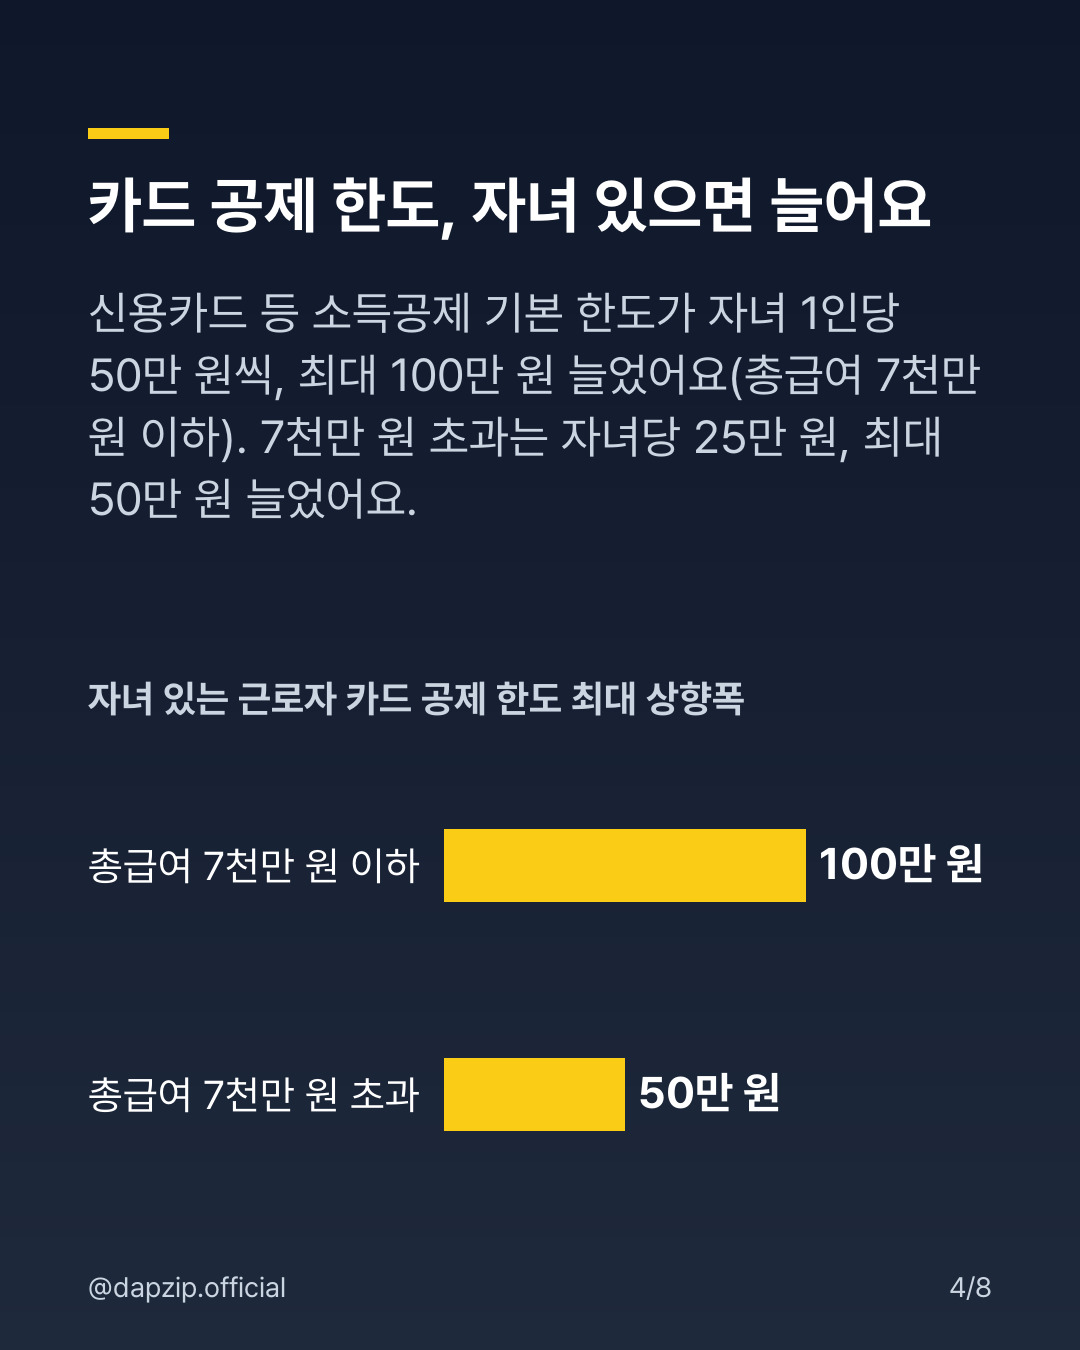 카드 공제 한도, 자녀 있으면 늘어요
신용카드 등 소득공제 기본 한도가 자녀 1인당
50만 원씩, 최대 100만 원 늘었어요(총급여 7천만
원 이하). 7천만 원 초과는 자녀당 25만 원, 최대
50만 원 늘었어요.
자녀 있는 근로자 카드 공제 한도 최대 상향폭
총급여 7천만 원 이하 100만 원
총급여 7천만 원 초과 50만 원
@dapzip.official 4/8